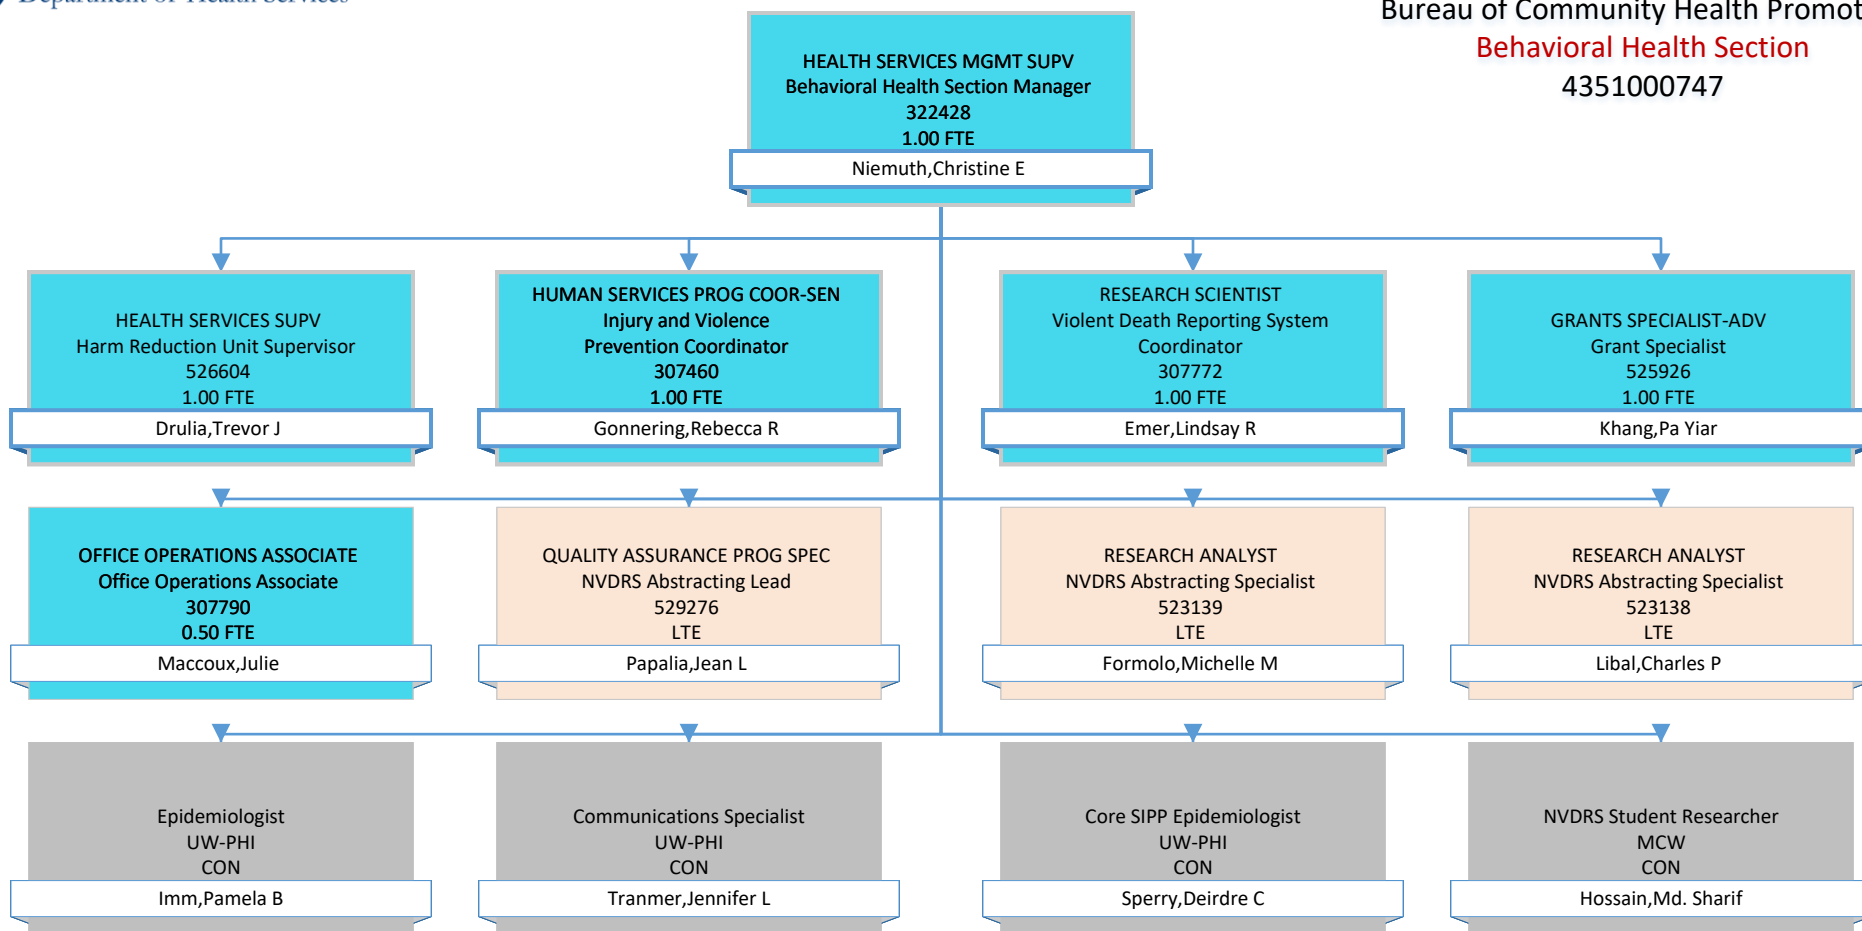 Department of Health Services
Bureau of Community Health Promot
Behavioral Health Section
4351000747
HEALTH SERVICES MGMT SUPV
Behavioral Health Section Manager
322428
1.00 FTE
Niemuth,Christine E
HEALTH SERVICES SUPV
Harm Reduction Unit Supervisor
526604
1.00 FTE
Drulia,Trevor J
HUMAN SERVICES PROG COOR-SEN
Injury and Violence
Prevention Coordinator
307460
1.00 FTE
Gonnering,Rebecca R
RESEARCH SCIENTIST
Violent Death Reporting System
Coordinator
307772
1.00 FTE
Emer,Lindsay R
GRANTS SPECIALIST-ADV
Grant Specialist
525926
1.00 FTE
Khang,Pa Yiar
OFFICE OPERATIONS ASSOCIATE
Office Operations Associate
307790
0.50 FTE
Maccoux,Julie
QUALITY ASSURANCE PROG SPEC
NVDRS Abstracting Lead
529276
LTE
Papalia,Jean L
RESEARCH ANALYST
NVDRS Abstracting Specialist
523139
LTE
Formolo,Michelle M
RESEARCH ANALYST
NVDRS Abstracting Specialist
523138
LTE
Libal,Charles P
Epidemiologist
UW-PHI
CON
Imm,Pamela B
Communications Specialist
UW-PHI
CON
Tranmer,Jennifer L
Core SIPP Epidemiologist
UW-PHI
CON
Sperry,Deirdre C
NVDRS Student Researcher
MCW
CON
Hossain,Md. Sharif